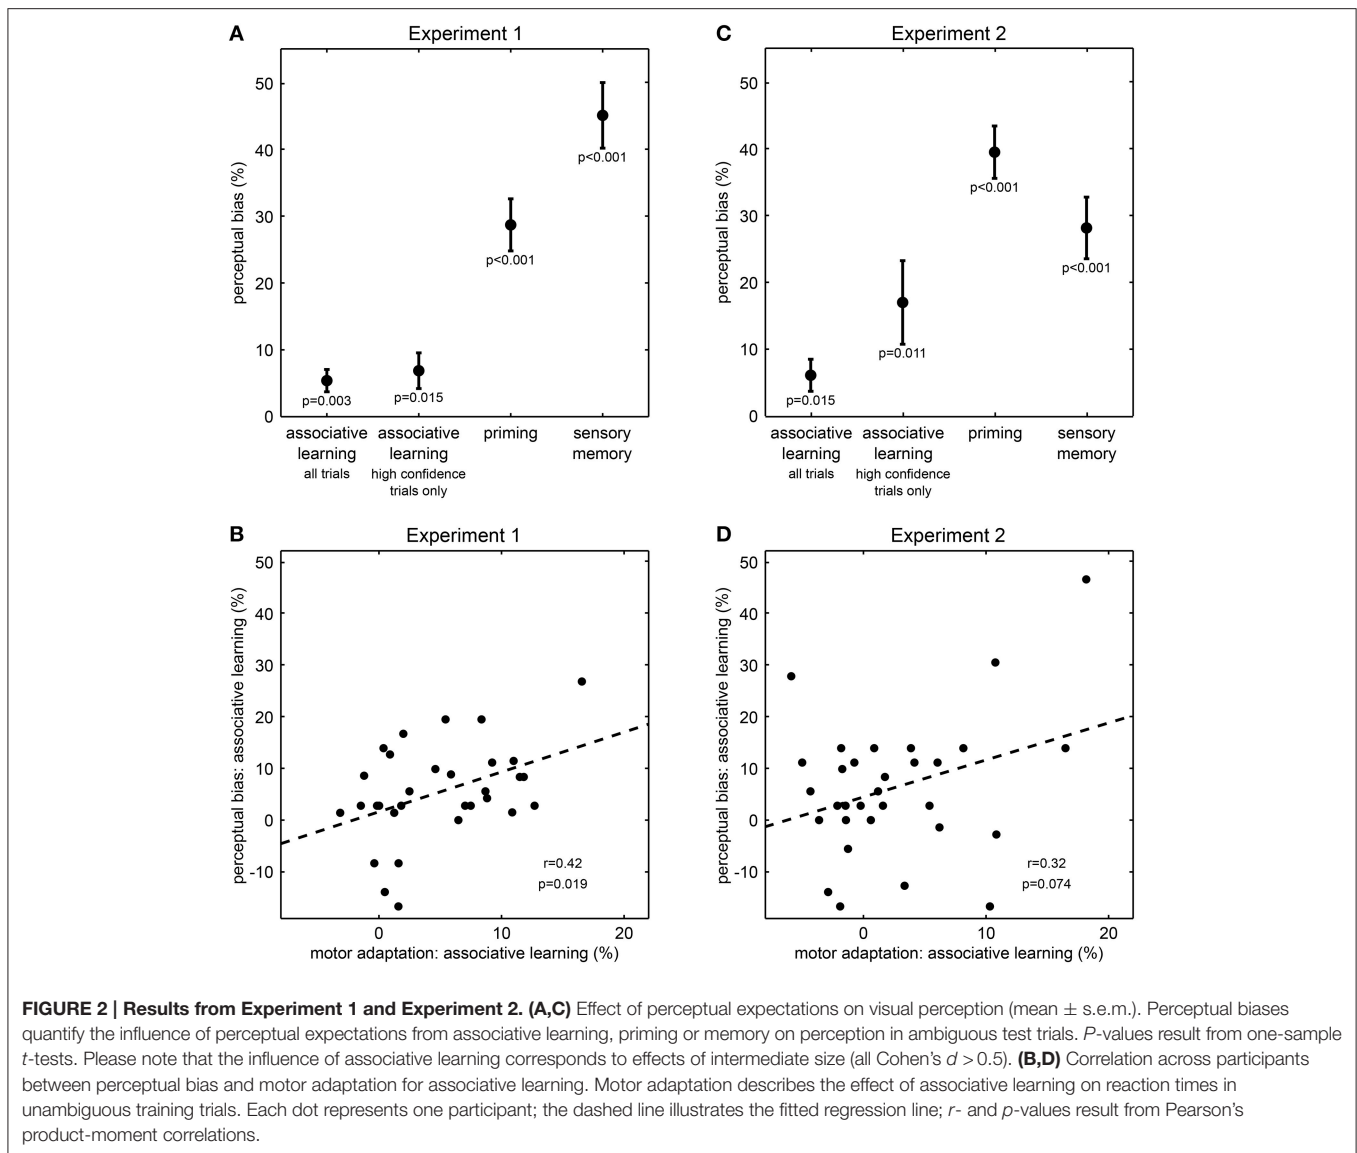 A
Experiment 1
perceptual bias (%)
50
40
30
20
10
0
p=0.003
p=0.015
p<0.001
p<0.001
associative
learning
all trials
associative
learning
high confidence
trials only
priming
sensory
memory
C
Experiment 2
perceptual bias (%)
50
40
30
20
10
0
p=0.015
p=0.011
p<0.001
p<0.001
associative
learning
all trials
associative
learning
high confidence
trials only
priming
sensory
memory
B
Experiment 1
perceptual bias: associative learning (%)
50
40
30
20
10
0
-10
r=0.42
p=0.019
0
10
20
motor adaptation: associative learning (%)
D
Experiment 2
perceptual bias: associative learning (%)
50
40
30
20
10
0
-10
r=0.32
p=0.074
0
10
20
motor adaptation: associative learning (%)
FIGURE 2 | Results from Experiment 1 and Experiment 2. (A,C) Effect of perceptual expectations on visual perception (mean ± s.e.m.). Perceptual biases
quantify the influence of perceptual expectations from associative learning, priming or memory on perception in ambiguous test trials. P-values result from one-sample
t-tests. Please note that the influence of associative learning corresponds to effects of intermediate size (all Cohen's d > 0.5). (B,D) Correlation across participants
between perceptual bias and motor adaptation for associative learning. Motor adaptation describes the effect of associative learning on reaction times in
unambiguous training trials. Each dot represents one participant; the dashed line illustrates the fitted regression line; r- and p-values result from Pearson's
product-moment correlations.